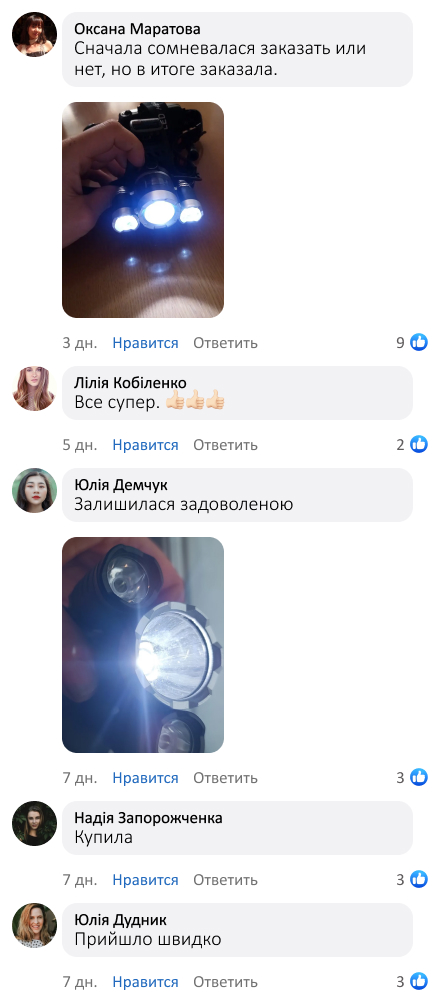 Оксана Маратова
Сначала сомневалася заказать или
нет, но в итоге заказала.
3 дн. Нравится Ответить 9
Лілія Кобіленко
Все супер. 👍🏻👍🏻👍🏻
5 дн. Нравится Ответить 2
Юлія Демчук
Залишилася задоволеною
7 дн. Нравится Ответить 3
Надія Запорожченка
Купила
7 дн. Нравится Ответить 3
Юлія Дудник
Прийшло швидко
7 дн. Нравится Ответить 3